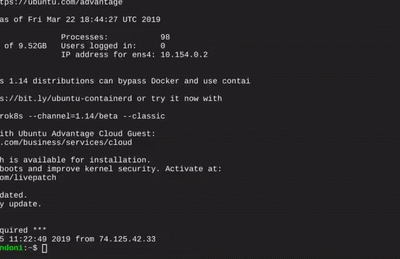 tps://ubuntu.com/advantage
as of Fri Mar 22 18:44:27 UTC 2019
Processes: 98
of 9.52GB Users logged in: 0
IP address for ens4: 10.154.0.2
s 1.14 distributions can bypass Docker and use contai
s://bit.ly/ubuntu-containerd or try it now with
rok8s --channel=1.14/beta --classic
ith Ubuntu Advantage Cloud Guest:
.com/business/services/cloud
h is available for installation.
boots and improve kernel security. Activate at:
om/livepatch
dated.
y update.
quired ***
5 11:22:49 2019 from 74.125.42.33
ndon1:~$